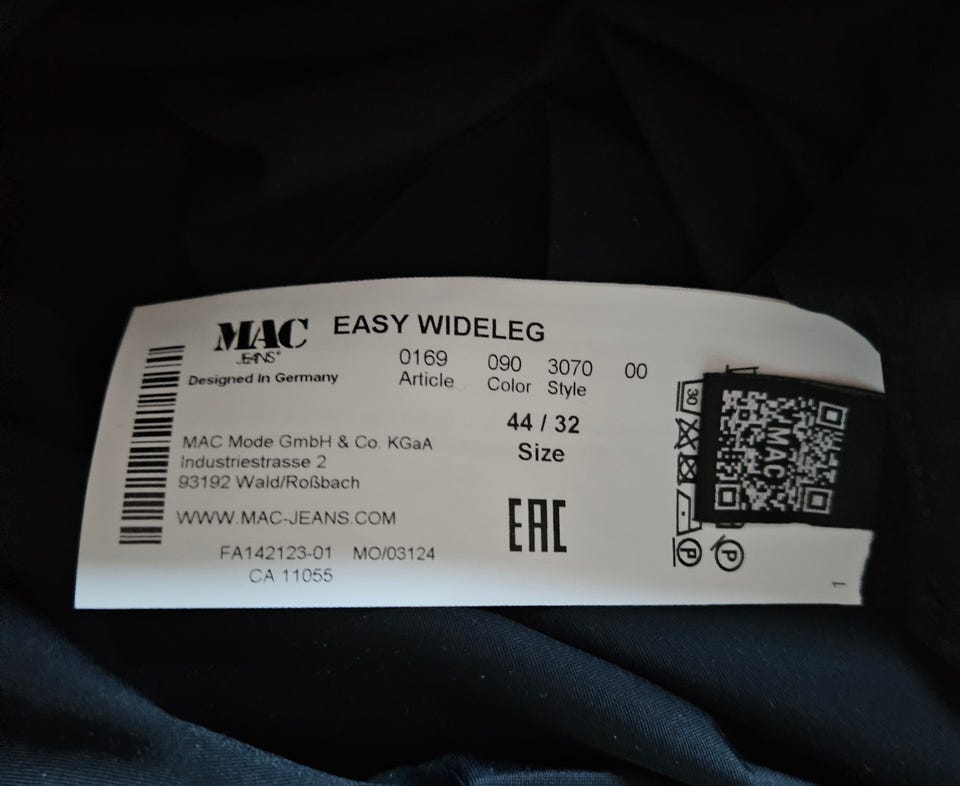 MAC
JEANS®
EASY WIDELEG
0169 090 3070 00
Article Color Style
Designed In Germany
44 / 32
Size
MAC Mode GmbH & Co. KGaA
Industriestrasse 2
93192 Wald/Roßbach
WWW.MAC-JEANS.COM
FA142123-01 MO/03124
CA 11055
EAC
30
P
P
MAC
1